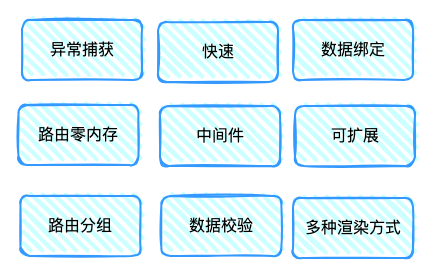 异常捕获
快速
数据绑定
路由零内存
中间件
可扩展
路由分组
数据校验
多种渲染方式